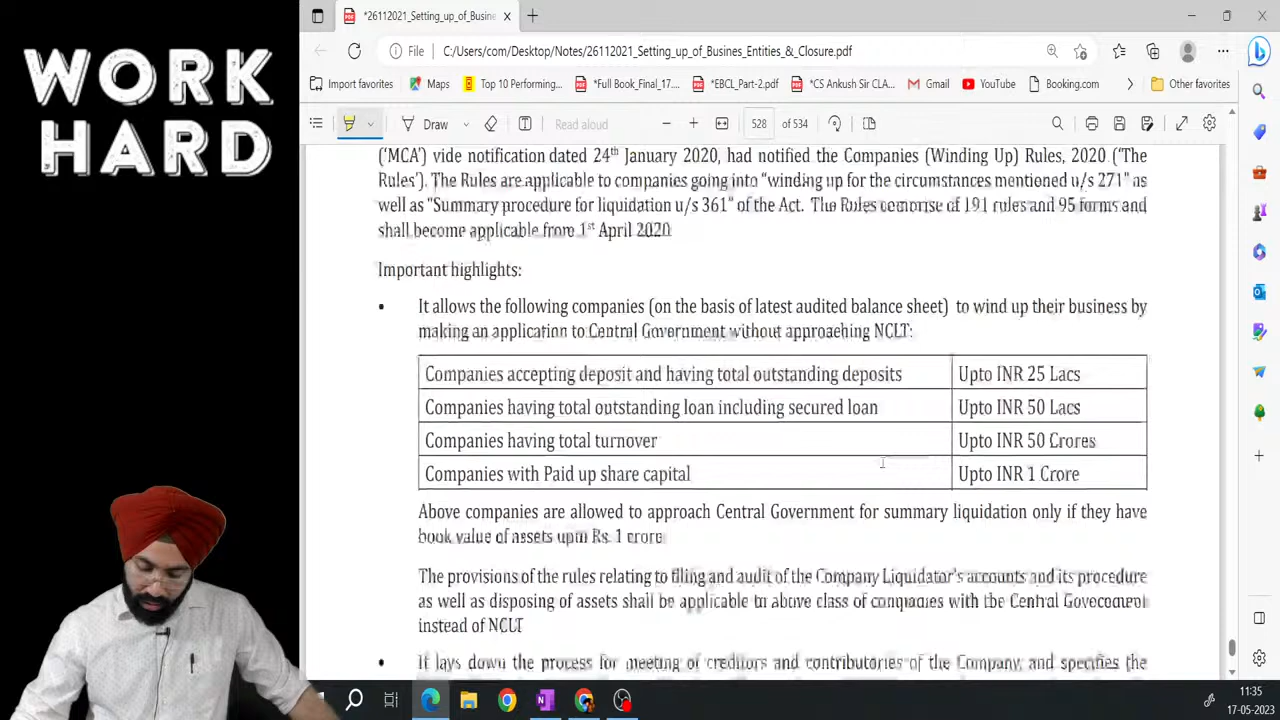 WORK
HARD
*26112021_Setting_up_of_Busine
File
C:/Users/com/Desktop/Notes/26112021_Setting_up_of_Busines_Entities_&_Closure.pdf
Import favorites
Maps
Top 10 Performing...
*Full Book_Final_17....
*EBCL_Part-2.pdf
*CS Ankush Sir CLA...
Gmail
YouTube
Booking.com
Other favorites
Draw
Read aloud
528 of 534
('MCA') vide notification dated 24th January 2020, had notified the Companies (Winding Up) Rules, 2020 ("The
Rules'). The Rules are applicable to companies going into "winding up for the circumstances mentioned u/s 271" as
well as "Summary procedure for liquidation u/s 361" of the Act. The Rules of 191 rules and 95 forms and
shall become applicable 1st April 2020
Important highlights:
• It allows the following companies (on the basis of latest audited balance sheet) to wind up their business by
making an application to Central Government without approaching NCLT:
Companies accepting deposit and having total outstanding deposits Upto INR 25 Lacs
Companies having total outstanding loan including secured loan Upto INR 50 Lacs
Companies having total turnover Upto INR 50 Crores
Companies with Paid up share capital Upto INR 1 Crore
Above companies are allowed to approach Central Government for summary liquidation only if they have
book value of assets Rs. 1 crore
The provisions of the rules relating to filing and audit of the Company Liquidator's accounts and its procedure
as well as disposing of assets shall be applicable to above class of companies with the Central
instead of NCLT
• It lays down the process for meeting of creditors and contributories of the Company, and specifies the
11:35
17-05-2023